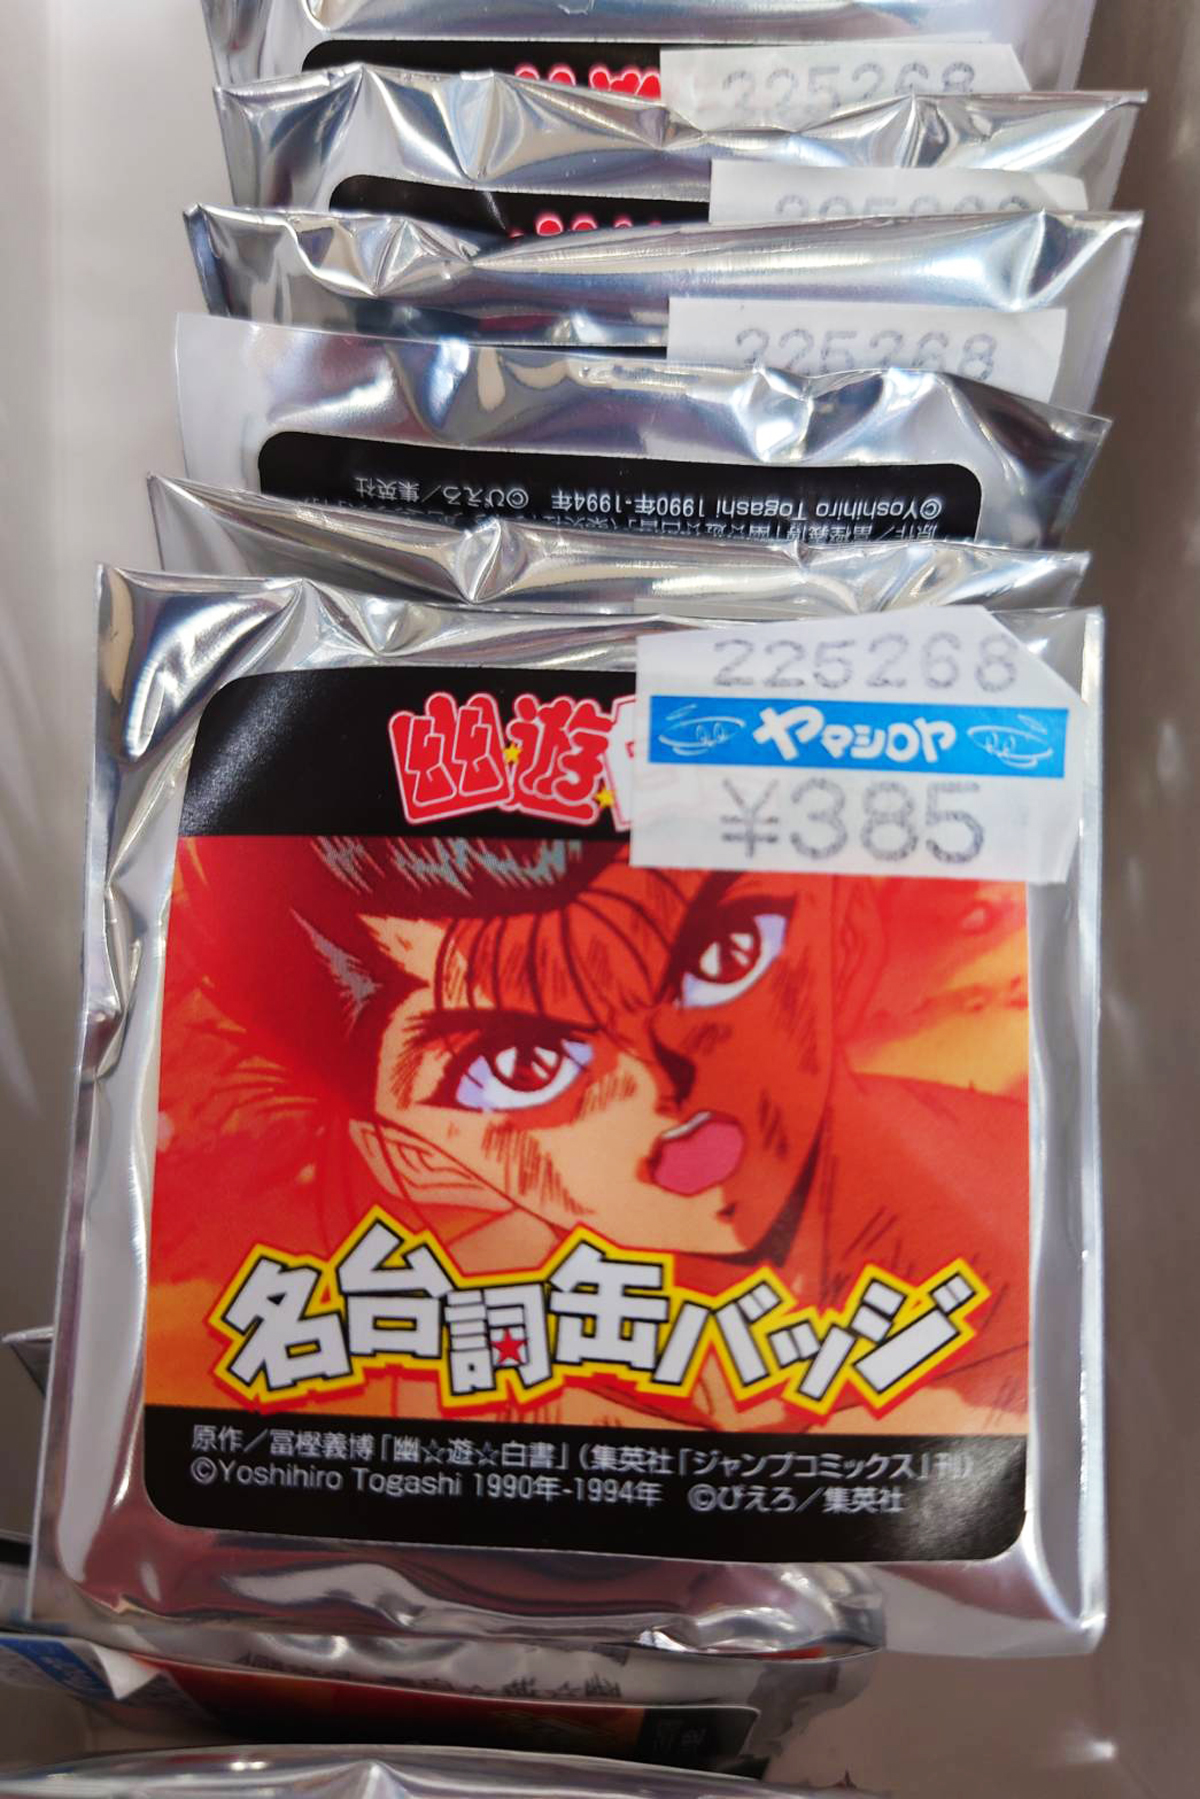 225268
225268
225268
©Yoshihiro Togashi 1990年-1994年 ©ぴえろ／集英社
225268
ヤマシロヤ
¥385
幽☆遊
名台詞缶バッジ
原作／冨樫義博「幽☆遊☆白書」(集英社「ジャンプコミックス」刊)
©Yoshihiro Togashi 1990年-1994年 ©ぴえろ／集英社